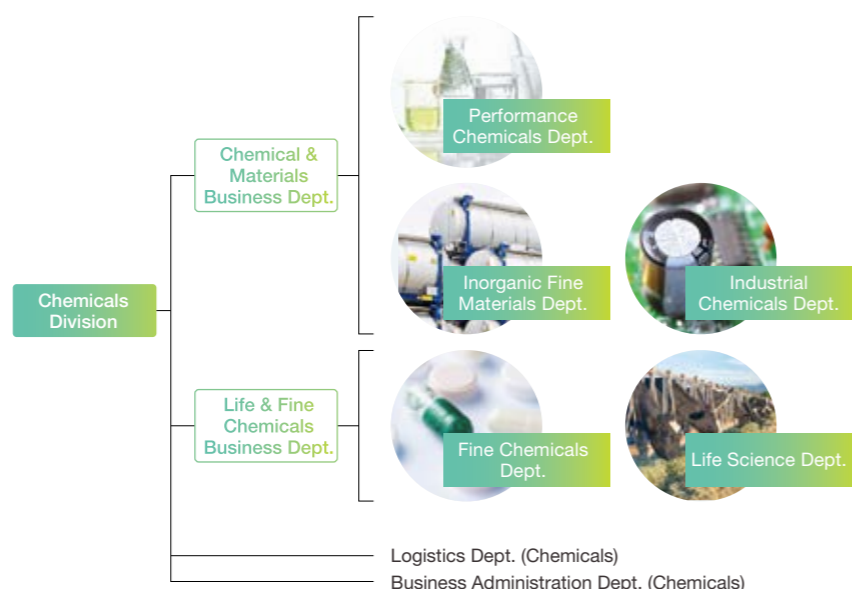 Chemicals
Division
Chemical &
Materials
Business Dept.
Performance
Chemicals Dept.
Inorganic Fine
Materials Dept.
Industrial
Chemicals Dept.
Life & Fine
Chemicals
Business Dept.
Fine Chemicals
Dept.
Life Science Dept.
Logistics Dept. (Chemicals)
Business Administration Dept. (Chemicals)